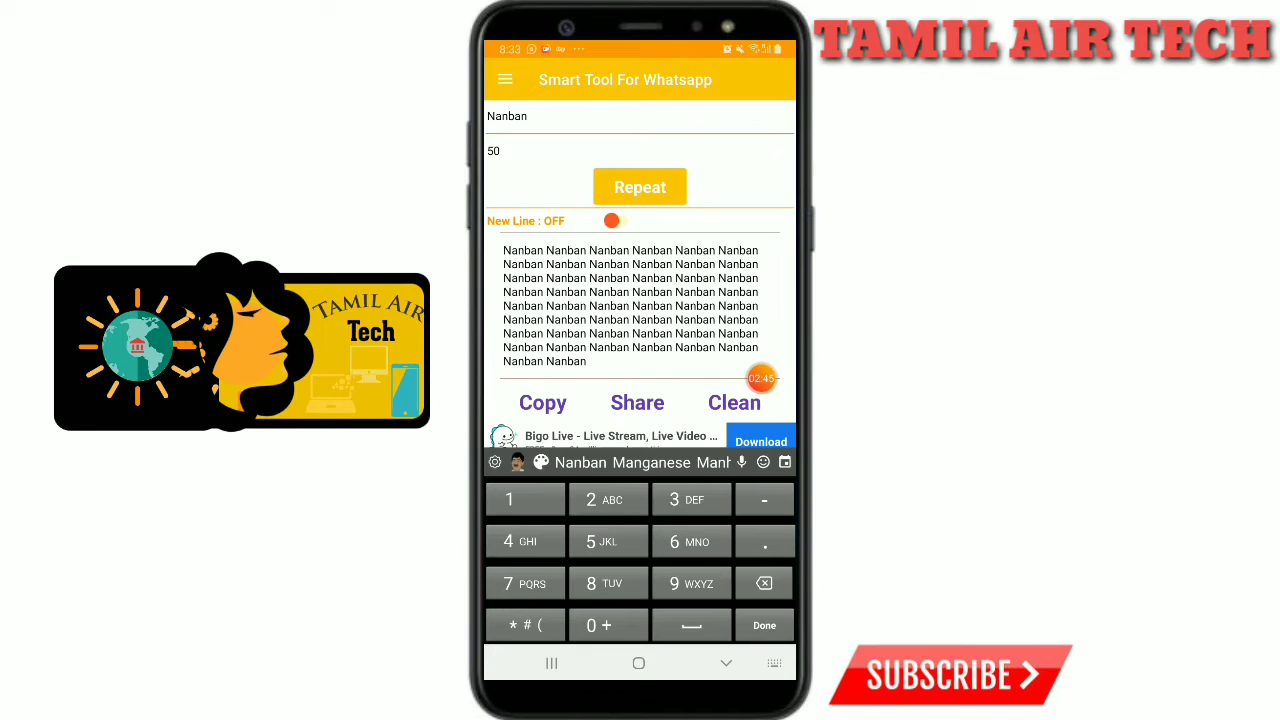 TAMIL AIR TECH
8:33
Smart Tool For Whatsapp
Nanban
50
Repeat
New Line : OFF
Nanban Nanban Nanban Nanban Nanban Nanban
Nanban Nanban Nanban Nanban Nanban Nanban
Nanban Nanban Nanban Nanban Nanban Nanban
Nanban Nanban Nanban Nanban Nanban Nanban
Nanban Nanban Nanban Nanban Nanban Nanban
Nanban Nanban Nanban Nanban Nanban Nanban
Nanban Nanban Nanban Nanban Nanban Nanban
Nanban Nanban Nanban Nanban Nanban Nanban
Nanban Nanban
02:45
Copy Share Clean
Bigo Live - Live Stream, Live Video ...
Download
Nanban Manganese
1 2 ABC 3 DEF -
4 GHI 5 JKL 6 MNO .
7 PQRS 8 TUV 9 WXYZ
* # ( 0 + Done
TAMIL AIR
Tech
SUBSCRIBE